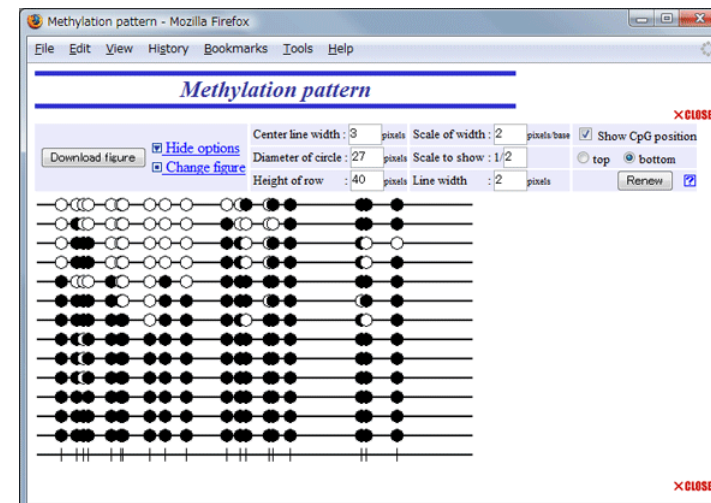 Methylation pattern - Mozilla Firefox
File Edit View History Bookmarks Tools Help
Methylation pattern
×CLOSE
Download figure
Hide options
Change figure
Center line width : 3 pixels Scale of width : 2 pixels/base Show CpG position
Diameter of circle : 27 pixels Scale to show : 1/2 top bottom
Height of row : 40 pixels Line width : 2 pixels Renew ?
×CLOSE